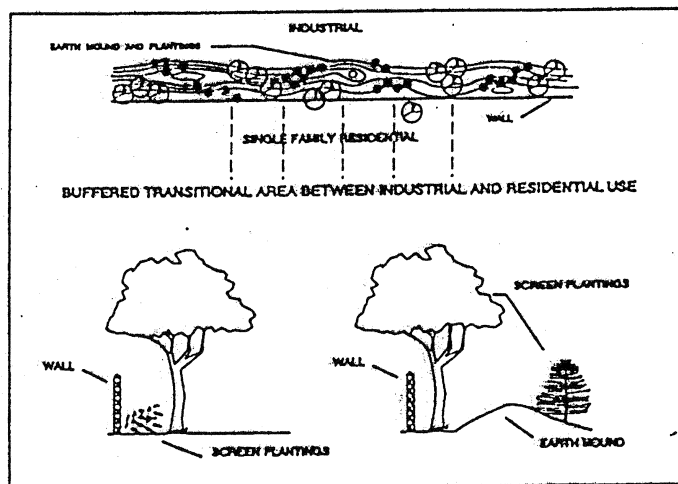 INDUSTRIAL
EARTH MOUND AND PLANTINGS
WALL
SINGLE FAMILY RESIDENTIAL
BUFFERED TRANSITIONAL AREA BETWEEN INDUSTRIAL AND RESIDENTIAL USE
SCREEN PLANTINGS
WALL
WALL
EARTH MOUND
SCREEN PLANTINGS